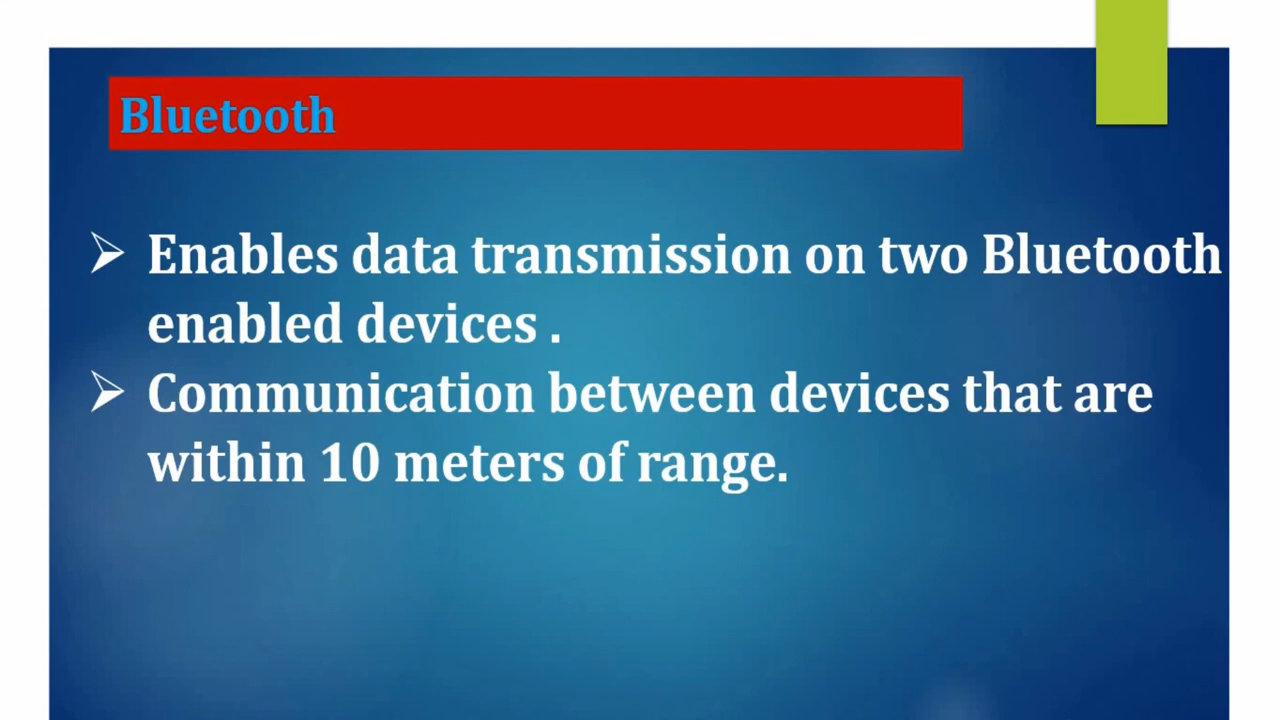 Bluetooth
➢ Enables data transmission on two Bluetooth
enabled devices .
➢ Communication between devices that are
within 10 meters of range.